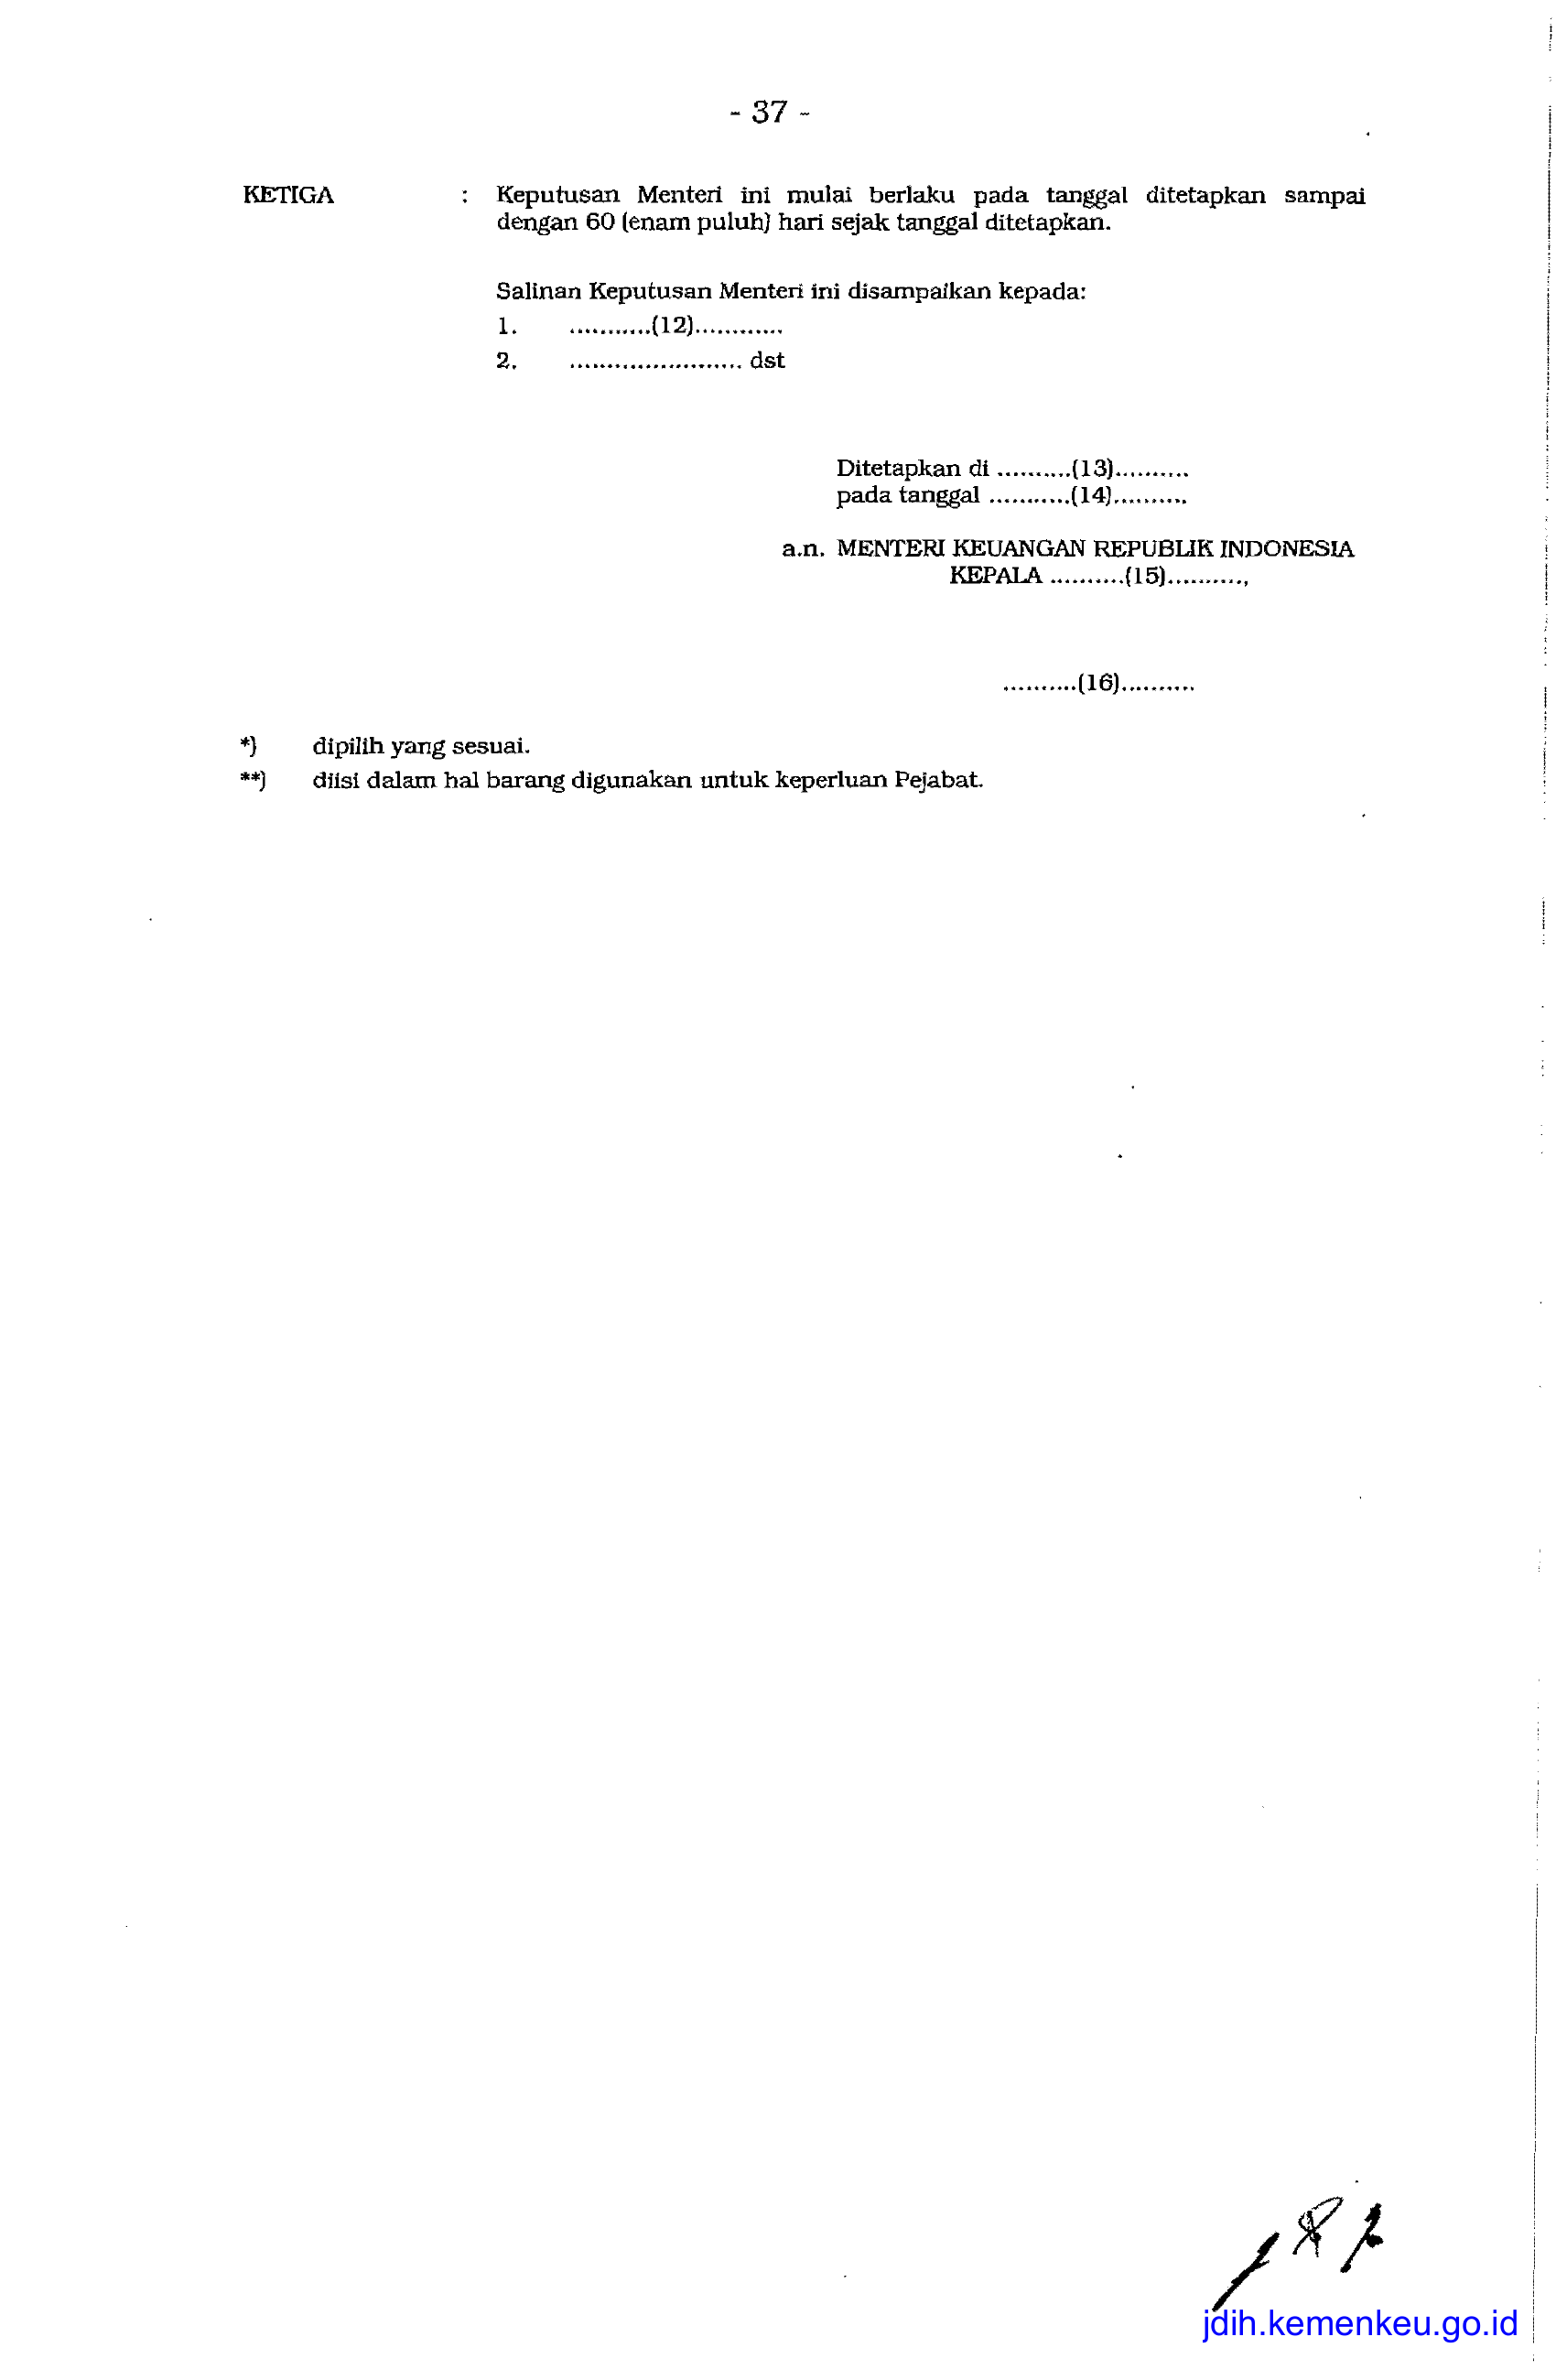 - 37 -
KETIGA : Keputusan Menteri ini mulai berlaku pada tanggal ditetapkan sampai
dengan 60 (enam puluh) hari sejak tanggal ditetapkan.
Salinan Keputusan Menteri ini disampaikan kepada:
1. ...........(12)............
2. ....................... dst
Ditetapkan di ..........(13)..........
pada tanggal ...........(14)..........
a.n. MENTERI KEUANGAN REPUBLIK INDONESIA
KEPALA ..........(15)..........,
..........(16)..........
*) dipilih yang sesuai.
**) diisi dalam hal barang digunakan untuk keperluan Pejabat.
jdih.kemenkeu.go.id